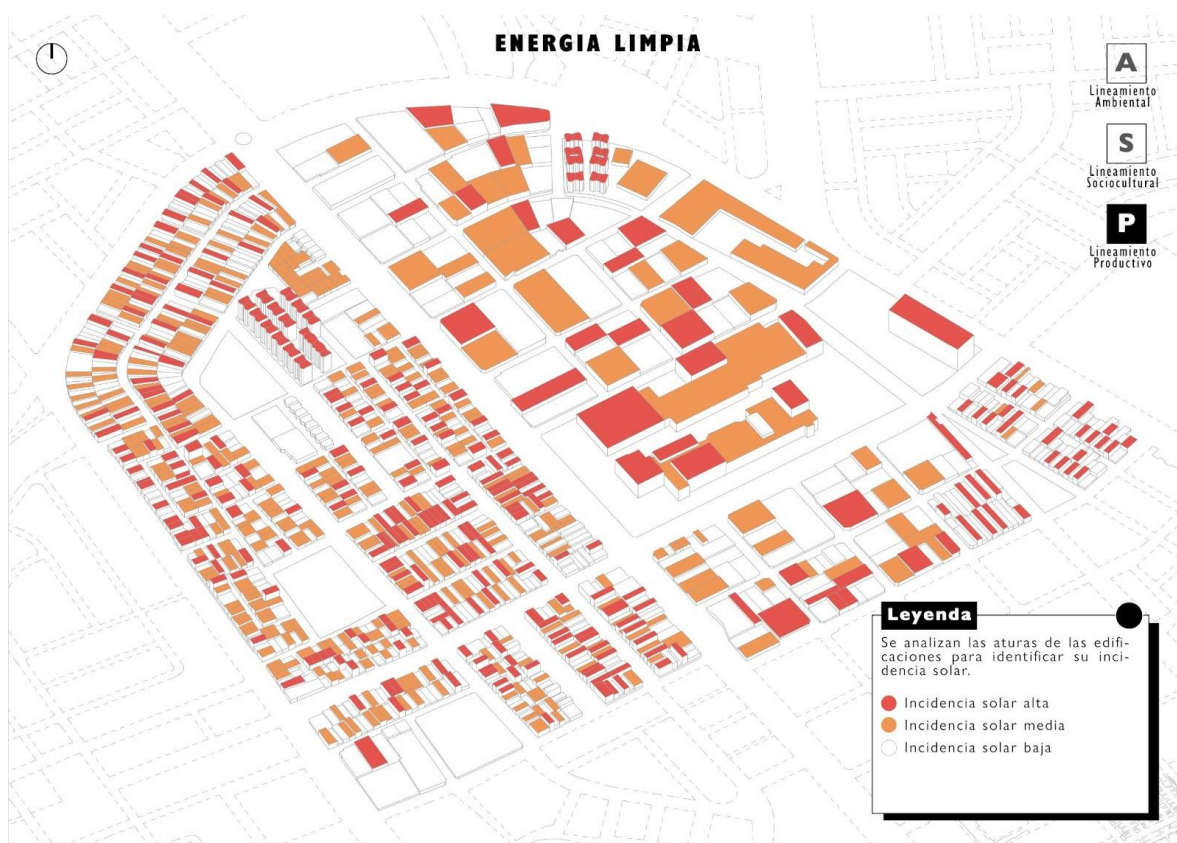 ENERGIA LIMPIA
A
Lineamiento
Ambiental
S
Lineamiento
Sociocultural
P
Lineamiento
Productivo
Leyenda
Se analizan las aturas de las edifi-
caciones para identificar su inci-
dencia solar.
Incidencia solar alta
Incidencia solar media
Incidencia solar baja